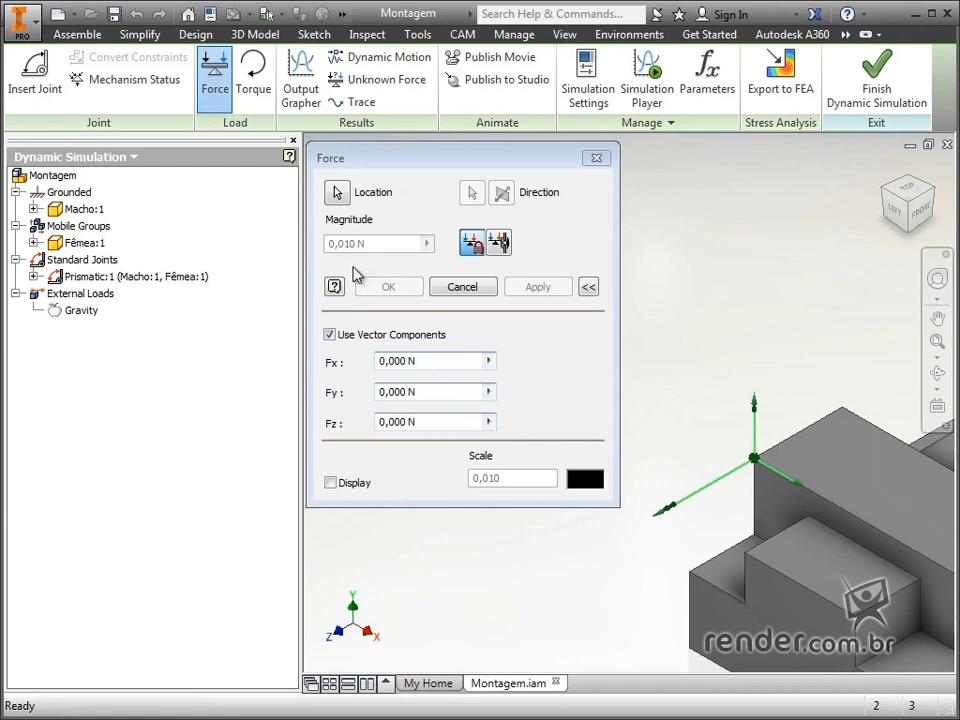 PRO
Montagem
Search Help & Commands...
Sign In
Assemble Simplify Design 3D Model Sketch Inspect Tools CAM Manage View Environments Get Started Autodesk A360
Insert Joint
Convert Constraints
Mechanism Status
Joint
Force
Torque
Load
Output Grapher
Dynamic Motion
Unknown Force
Trace
Results
Publish Movie
Publish to Studio
Animate
Simulation Settings
Simulation Player
Parameters
Manage
Export to FEA
Stress Analysis
Finish Dynamic Simulation
Exit
Dynamic Simulation
Montagem
Grounded
Macho:1
Mobile Groups
Fêmea:1
Standard Joints
Prismatic:1 (Macho:1, Fêmea:1)
External Loads
Gravity
Force
Location
Direction
Magnitude
0,010 N
OK
Cancel
Apply
<<
Use Vector Components
Fx : 0,000 N
Fy : 0,000 N
Fz : 0,000 N
Scale
Display
0,010
TOP
LEFT
FRONT
Y
Z
X
render.com.br
My Home
Montagem.iam
Ready
2
3